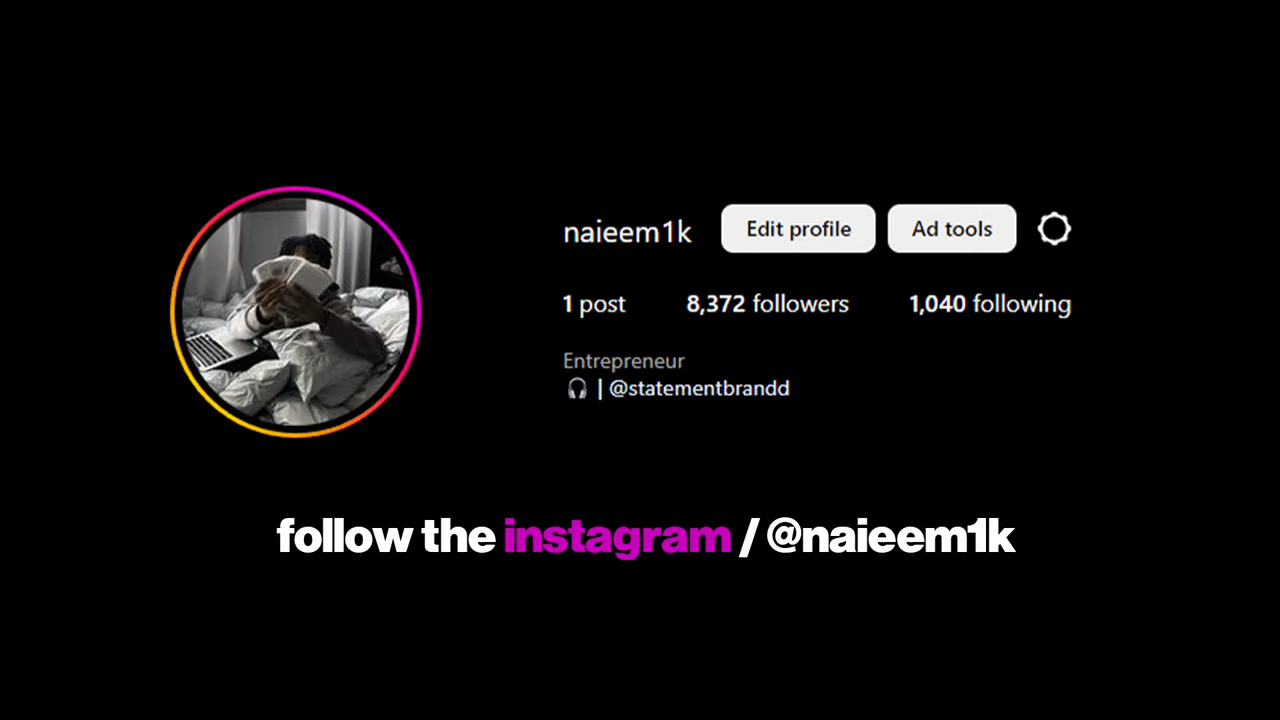 naieem1k Edit profile Ad tools
1 post 8,372 followers 1,040 following
Entrepreneur
🎧 | @statementbrandd
follow the instagram / @naieem1k